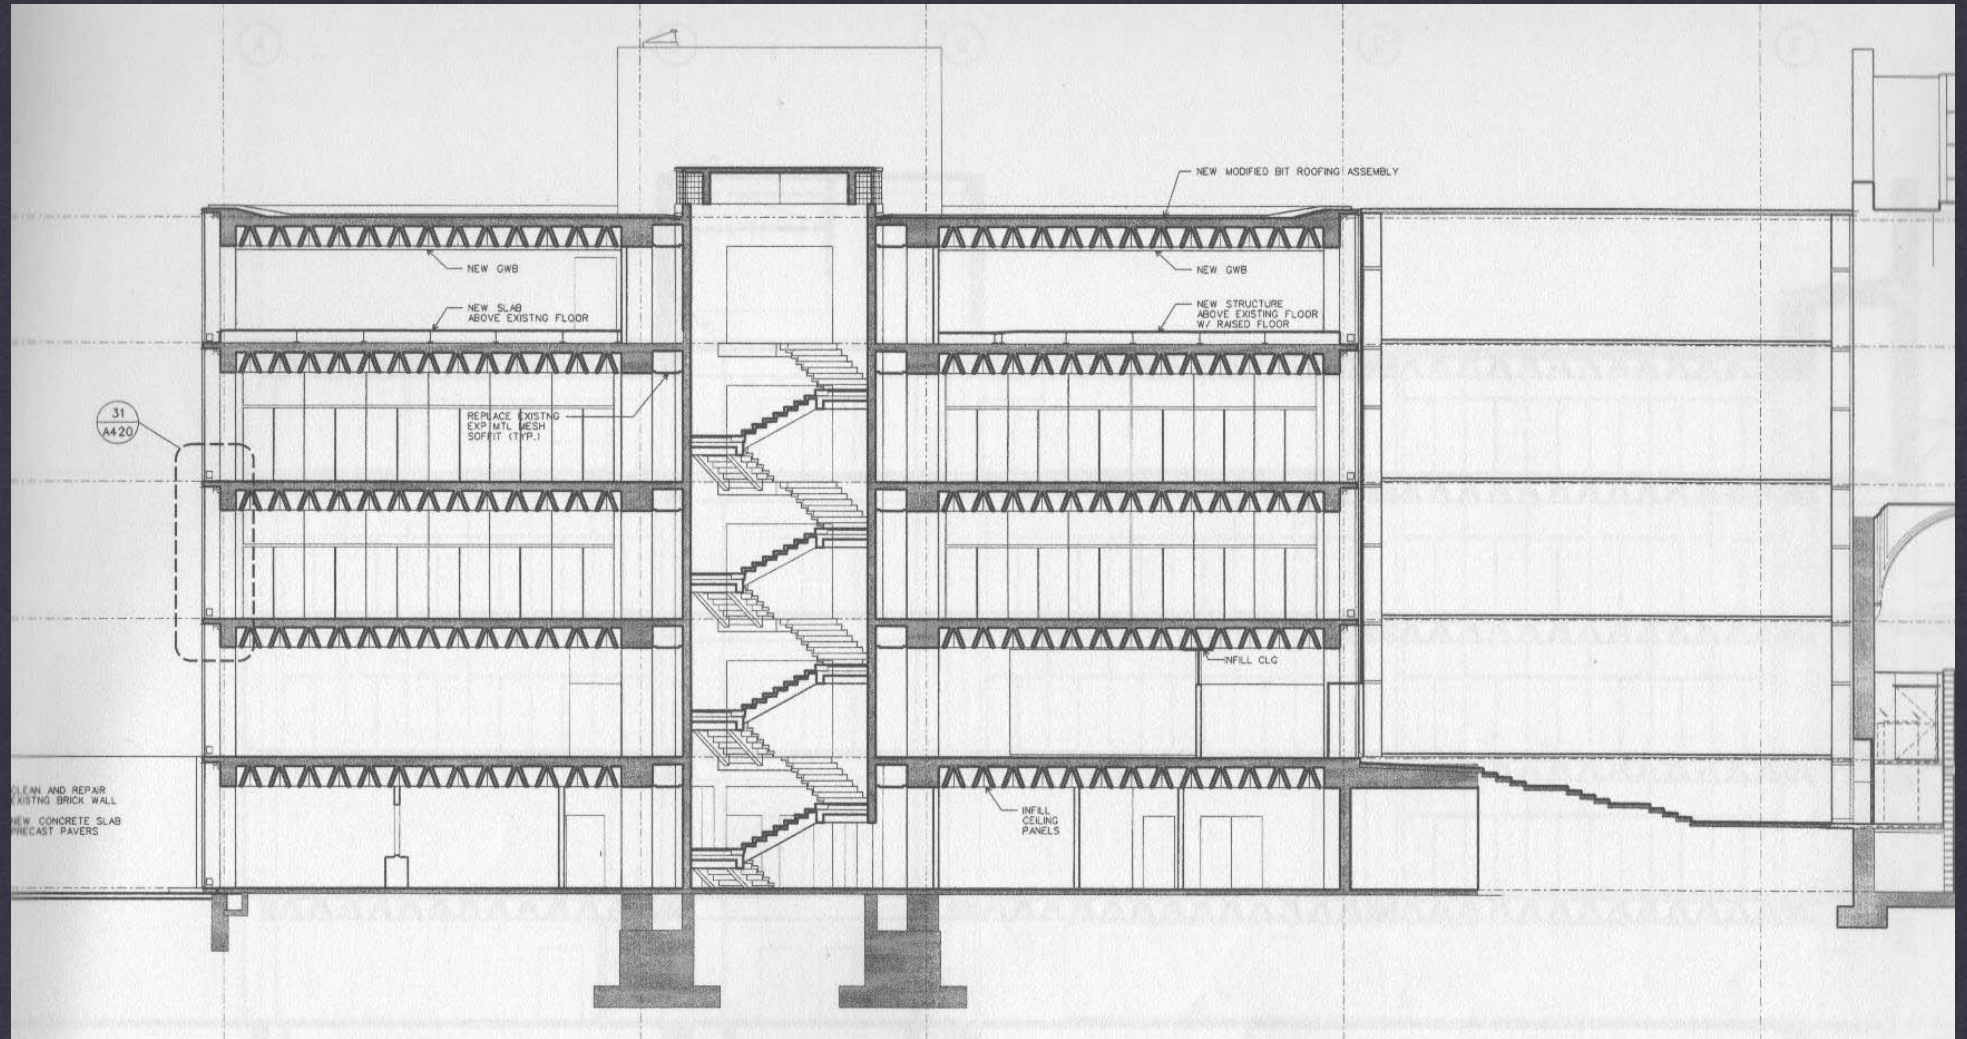 NEW MODIFIED BIT ROOFING ASSEMBLY
NEW GWB
NEW GWB
NEW SLAB
ABOVE EXISTNG FLOOR
NEW STRUCTURE
ABOVE EXISTING FLOOR
W/ RAISED FLOOR
31
A420
REPLACE EXISTNG
EXP MTL MESH
SOFFIT (TYP.)
INFILL CLG
CLEAN AND REPAIR
EXISTNG BRICK WALL
NEW CONCRETE SLAB
PRECAST PAVERS
INFILL
CEILING
PANELS